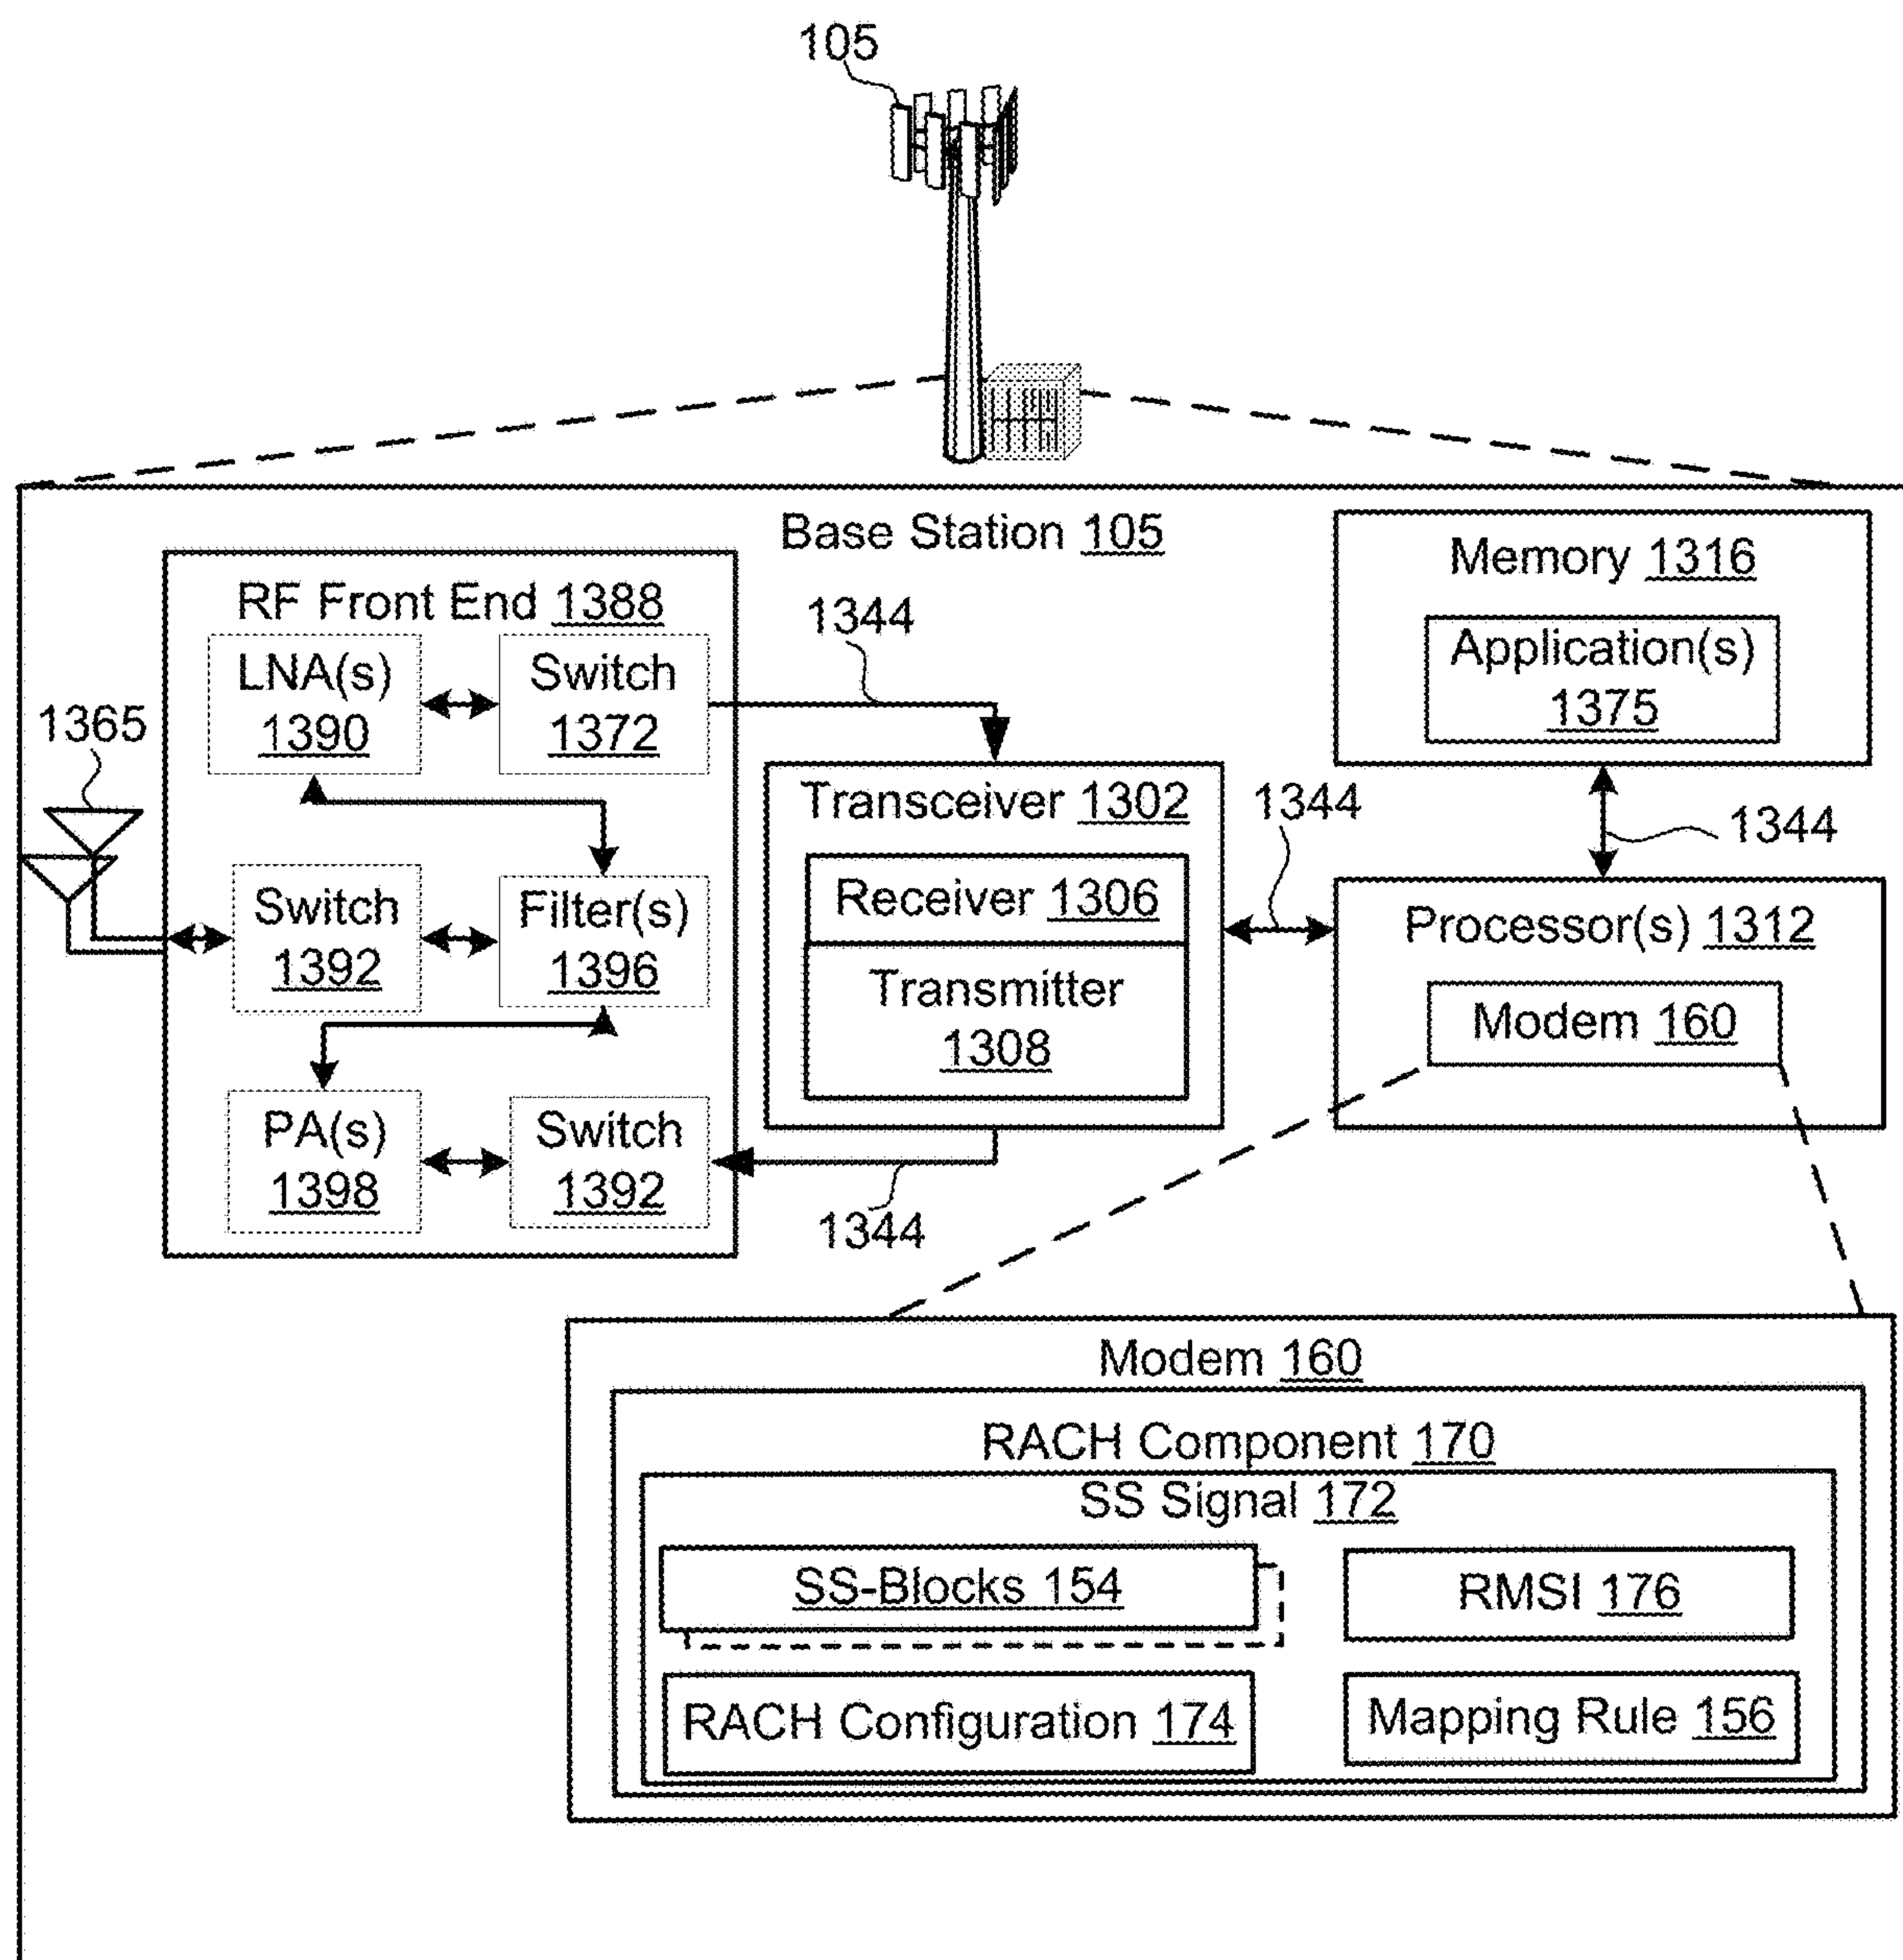 105
Base Station 105
RF Front End 1388
LNA(s)
1390
Switch
1372
1344
1365
Switch
1392
Filter(s)
1396
PA(s)
1398
Switch
1392
1344
Transceiver 1302
Receiver 1306
Transmitter
1308
1344
Memory 1316
Application(s)
1375
1344
Processor(s) 1312
Modem 160
Modem 160
RACH Component 170
SS Signal 172
SS-Blocks 154
RMSI 176
RACH Configuration 174
Mapping Rule 156